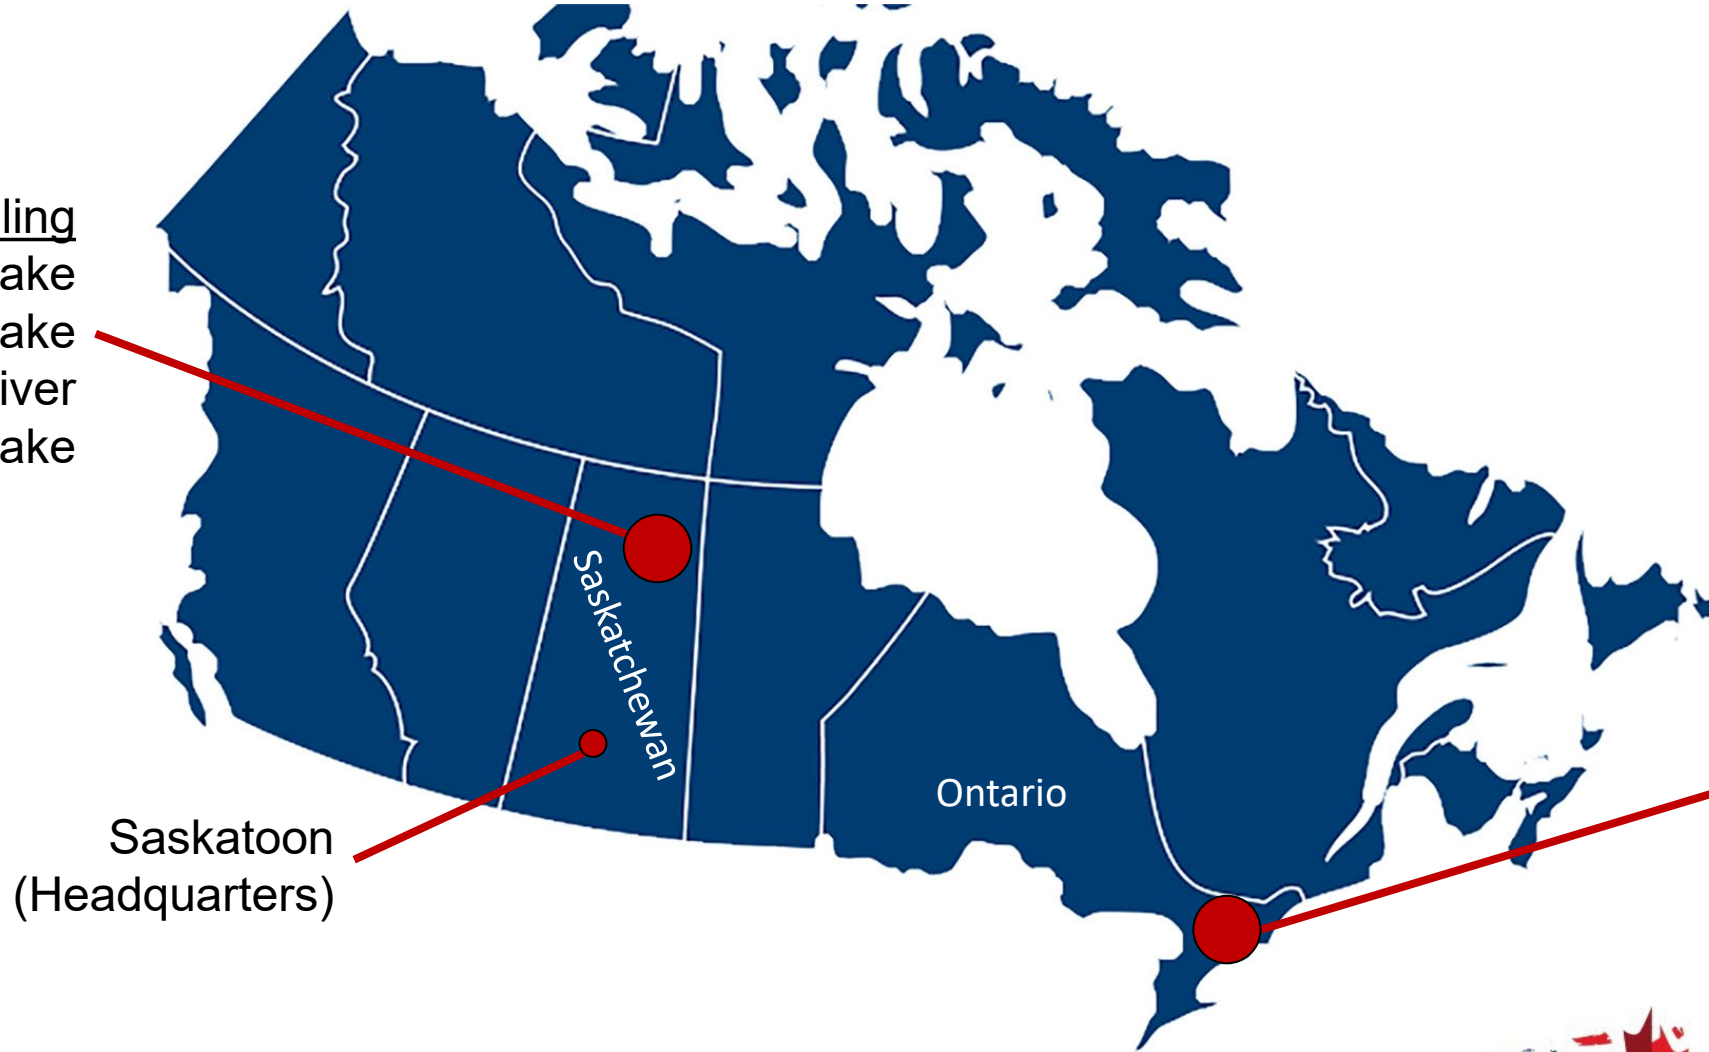 ling
ake
ake
iver
ake
Saskatchewan
Ontario
Saskatoon
(Headquarters)